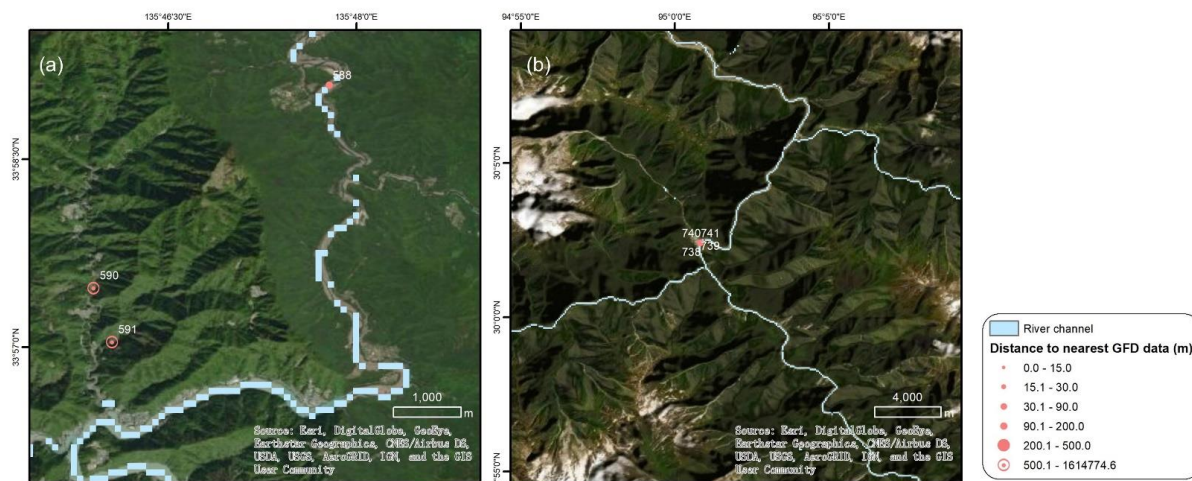 135°46'30"E
135°48'0"E
94°55'0"E
95°0'0"E
95°5'0"E
(a)
588
33°58'30"N
590
591
33°57'0"N
1,000
m
Source: Esri, DigitalGlobe, GeoEye,
Earthstar Geographics, CNES/Airbus DS,
USDA, USGS, AeroGRID, IGN, and the GIS
User Community
(b)
30°5'0"N
740741
739
738
30°0'0"N
4,000
m
Source: Esri, DigitalGlobe, GeoEye,
Earthstar Geographics, CNES/Airbus DS,
USDA, USGS, AeroGRID, IGN, and the GIS
User Community
River channel
Distance to nearest GFD data (m)
0.0 - 15.0
15.1 - 30.0
30.1 - 90.0
90.1 - 200.0
200.1 - 500.0
500.1 - 1614774.6